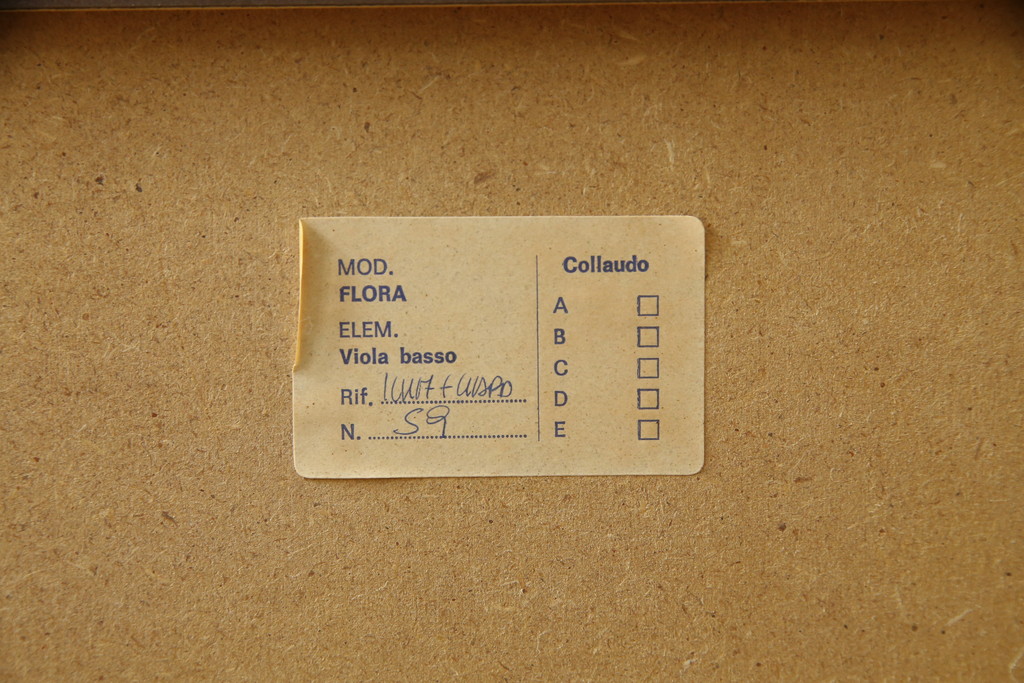 MOD.
FLORA
ELEM.
Viola basso
Rif.
N. 59
Collaudo
A
B
C
D
E